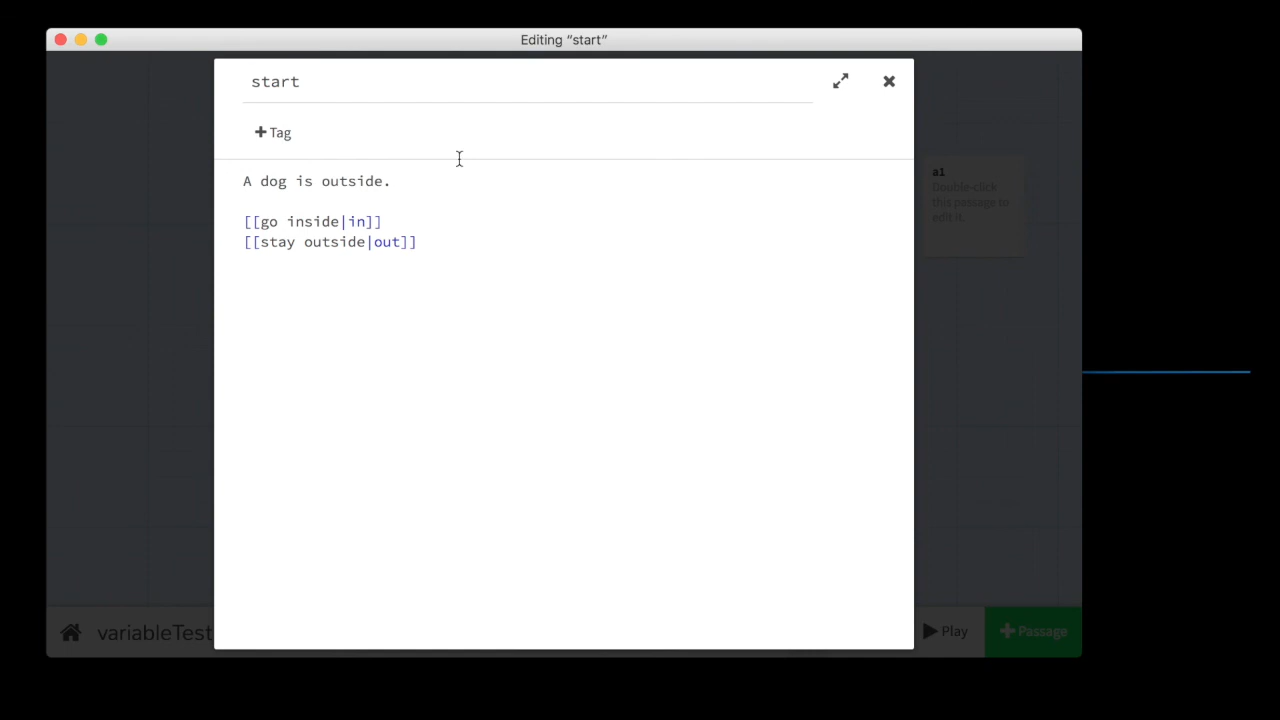 Editing “start”
start
+ Tag
A dog is outside.
[[go inside|in]]
[[stay outside|out]]
a1
Double-click
this passage to
edit it.
variableTest
Play
+ Passage